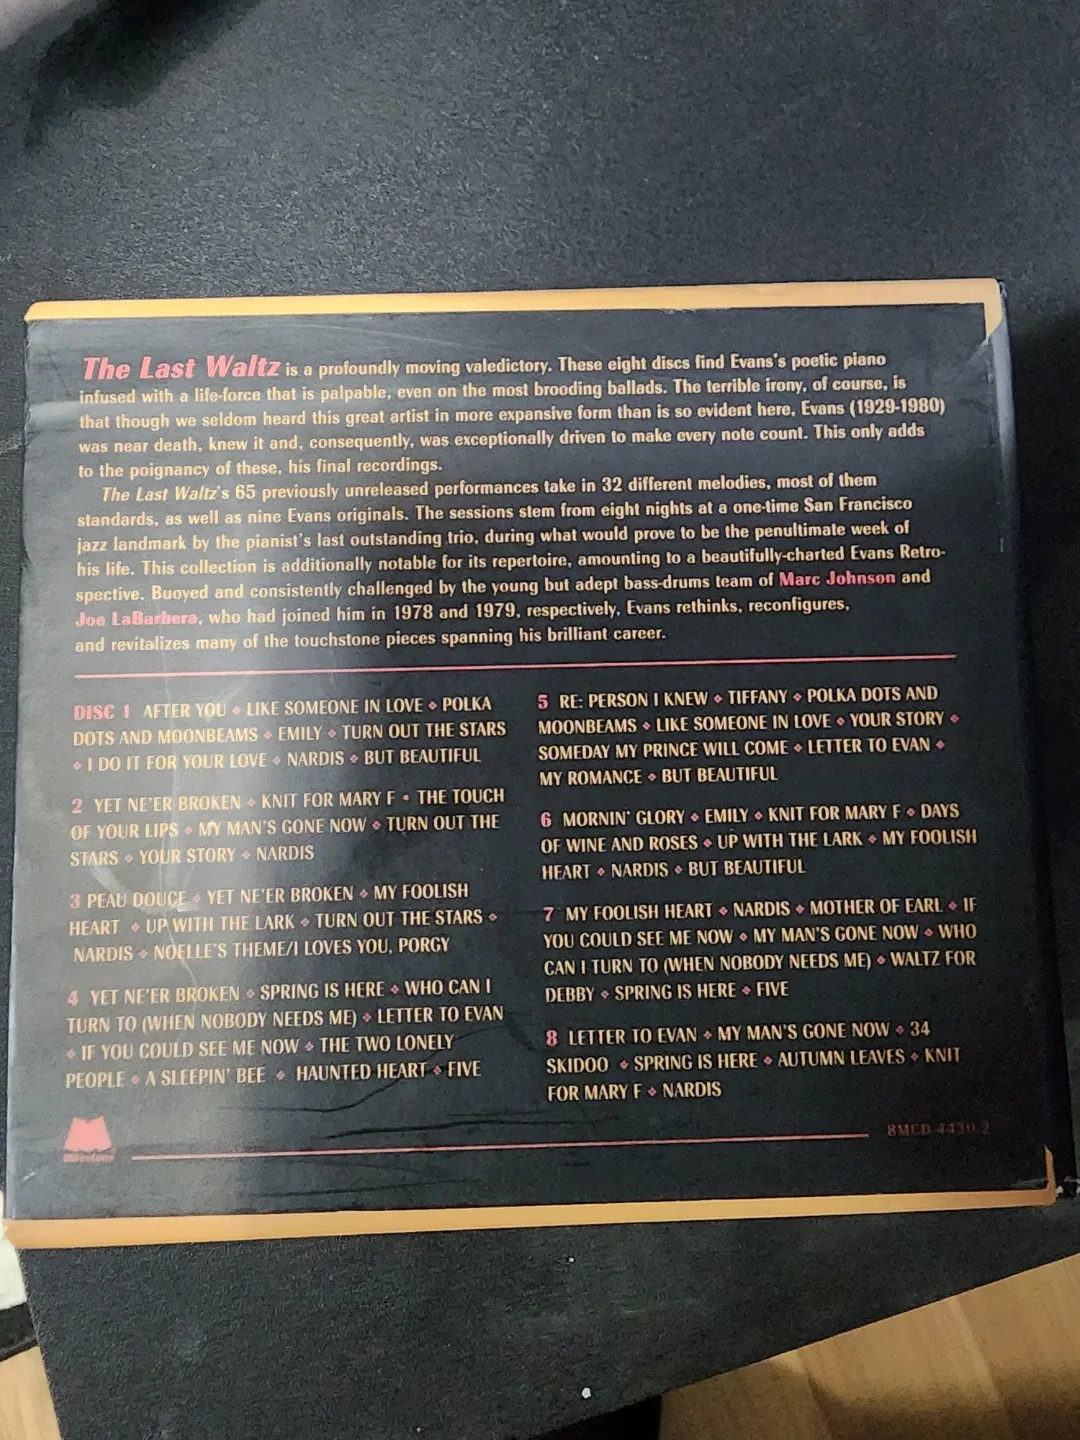 The Last Waltz is a profoundly moving valedictory. These eight discs find Evans's poetic piano
infused with a life-force that is palpable, even on the most brooding ballads. The terrible irony, of course, is
that though we seldom heard this great artist in more expansive form than is so evident here, Evans (1929-1980)
was near death, knew it and, consequently, was exceptionally driven to make every note count. This only adds
to the poignancy of these, his final recordings.
The Last Waltz's 65 previously unreleased performances take in 32 different melodies, most of them
standards, as well as nine Evans originals. The sessions stem from eight nights at a one-time San Francisco
jazz landmark by the pianist's last outstanding trio, during what would prove to be the penultimate week of
his life. This collection is additionally notable for its repertoire, amounting to a beautifully-charted Evans Retro-
spective. Buoyed and consistently challenged by the young but adept bass-drums team of Marc Johnson and
Joe LaBarbera, who had joined him in 1978 and 1979, respectively, Evans rethinks, reconfigures,
and revitalizes many of the touchstone pieces spanning his brilliant career.
DISC 1 AFTER YOU ❖ LIKE SOMEONE IN LOVE ❖ POLKA
DOTS AND MOONBEAMS ❖ EMILY ❖ TURN OUT THE STARS
❖ I DO IT FOR YOUR LOVE ❖ NARDIS ❖ BUT BEAUTIFUL
2 YET NE'ER BROKEN ❖ KNIT FOR MARY F ❖ THE TOUCH
OF YOUR LIPS ❖ MY MAN'S GONE NOW ❖ TURN OUT THE
STARS ❖ YOUR STORY ❖ NARDIS
3 PEAU DOUCE ❖ YET NE'ER BROKEN ❖ MY FOOLISH
HEART ❖ UP WITH THE LARK ❖ TURN OUT THE STARS ❖
NARDIS ❖ NOELLE'S THEME/I LOVES YOU, PORGY
4 YET NE'ER BROKEN ❖ SPRING IS HERE ❖ WHO CAN I
TURN TO (WHEN NOBODY NEEDS ME) ❖ LETTER TO EVAN
❖ IF YOU COULD SEE ME NOW ❖ THE TWO LONELY
PEOPLE ❖ A SLEEPIN' BEE ❖ HAUNTED HEART ❖ FIVE
5 RE: PERSON I KNEW ❖ TIFFANY ❖ POLKA DOTS AND
MOONBEAMS ❖ LIKE SOMEONE IN LOVE ❖ YOUR STORY ❖
SOMEDAY MY PRINCE WILL COME ❖ LETTER TO EVAN ❖
MY ROMANCE ❖ BUT BEAUTIFUL
6 MORNIN' GLORY ❖ EMILY ❖ KNIT FOR MARY F ❖ DAYS
OF WINE AND ROSES ❖ UP WITH THE LARK ❖ MY FOOLISH
HEART ❖ NARDIS ❖ BUT BEAUTIFUL
7 MY FOOLISH HEART ❖ NARDIS ❖ MOTHER OF EARL ❖ IF
YOU COULD SEE ME NOW ❖ MY MAN'S GONE NOW ❖ WHO
CAN I TURN TO (WHEN NOBODY NEEDS ME) ❖ WALTZ FOR
DEBBY ❖ SPRING IS HERE ❖ FIVE
8 LETTER TO EVAN ❖ MY MAN'S GONE NOW ❖ 34
SKIDOO ❖ SPRING IS HERE ❖ AUTUMN LEAVES ❖ KNIT
FOR MARY F ❖ NARDIS
8MCD-4430-2